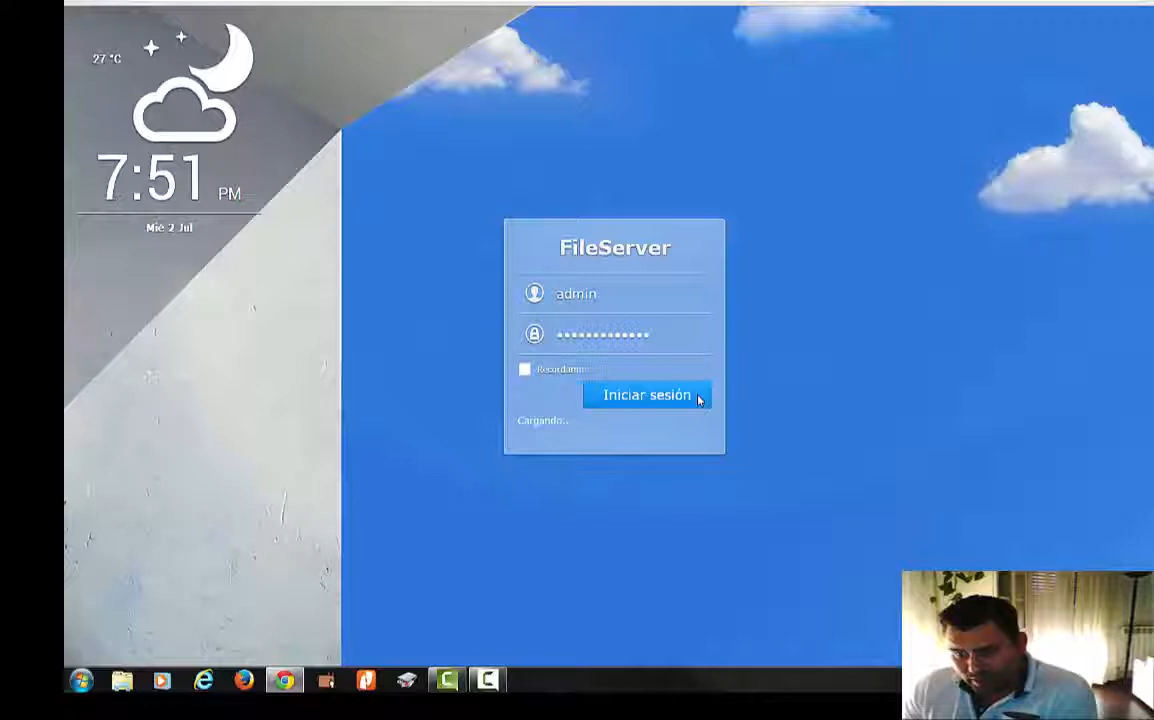 27 °C
7:51 PM
Mié 2 Jul
FileServer
admin
Iniciar sesión
Cargando...